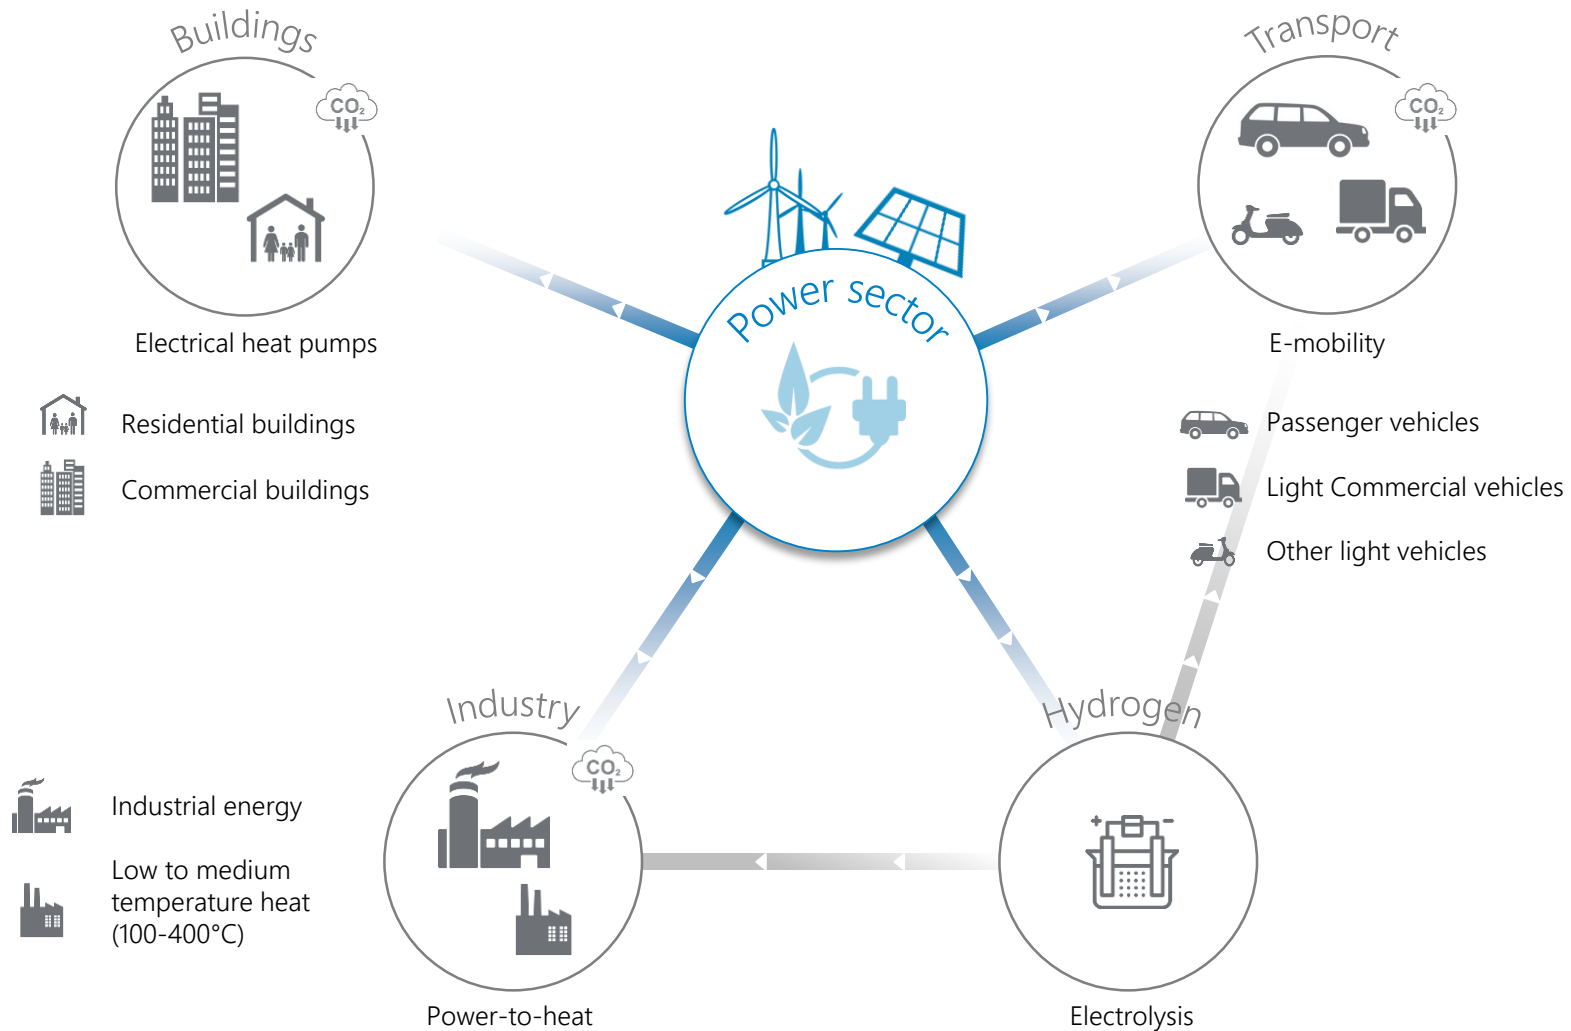 Buildings
CO₂
Electrical heat pumps
Residential buildings
Commercial buildings
Power sector
Transport
CO₂
E-mobility
Passenger vehicles
Light Commercial vehicles
Other light vehicles
Industry
CO₂
Industrial energy
Low to medium
temperature heat
(100-400°C)
Power-to-heat
Hydrogen
+ -
Electrolysis